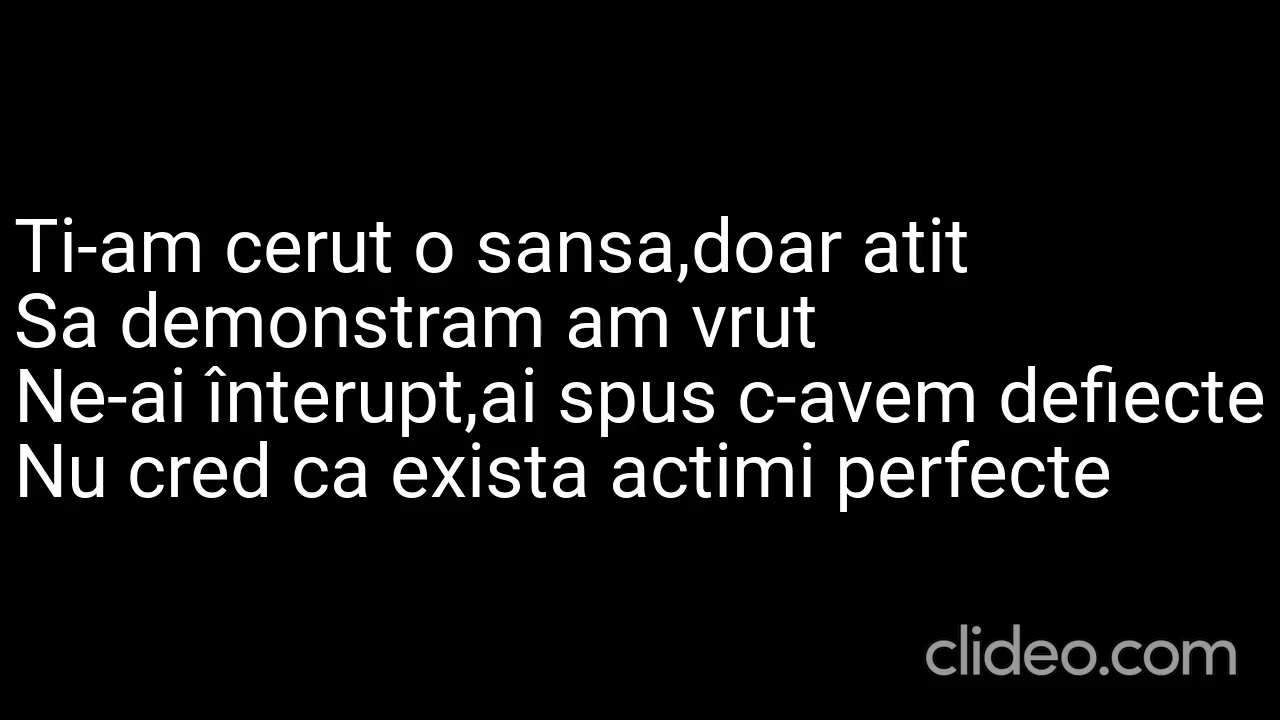 Ti-am cerut o sansa,doar atit
Sa demonstram am vrut
Ne-ai înterupt,ai spus c-avem defiecte
Nu cred ca exista actimi perfecte
clideo.com